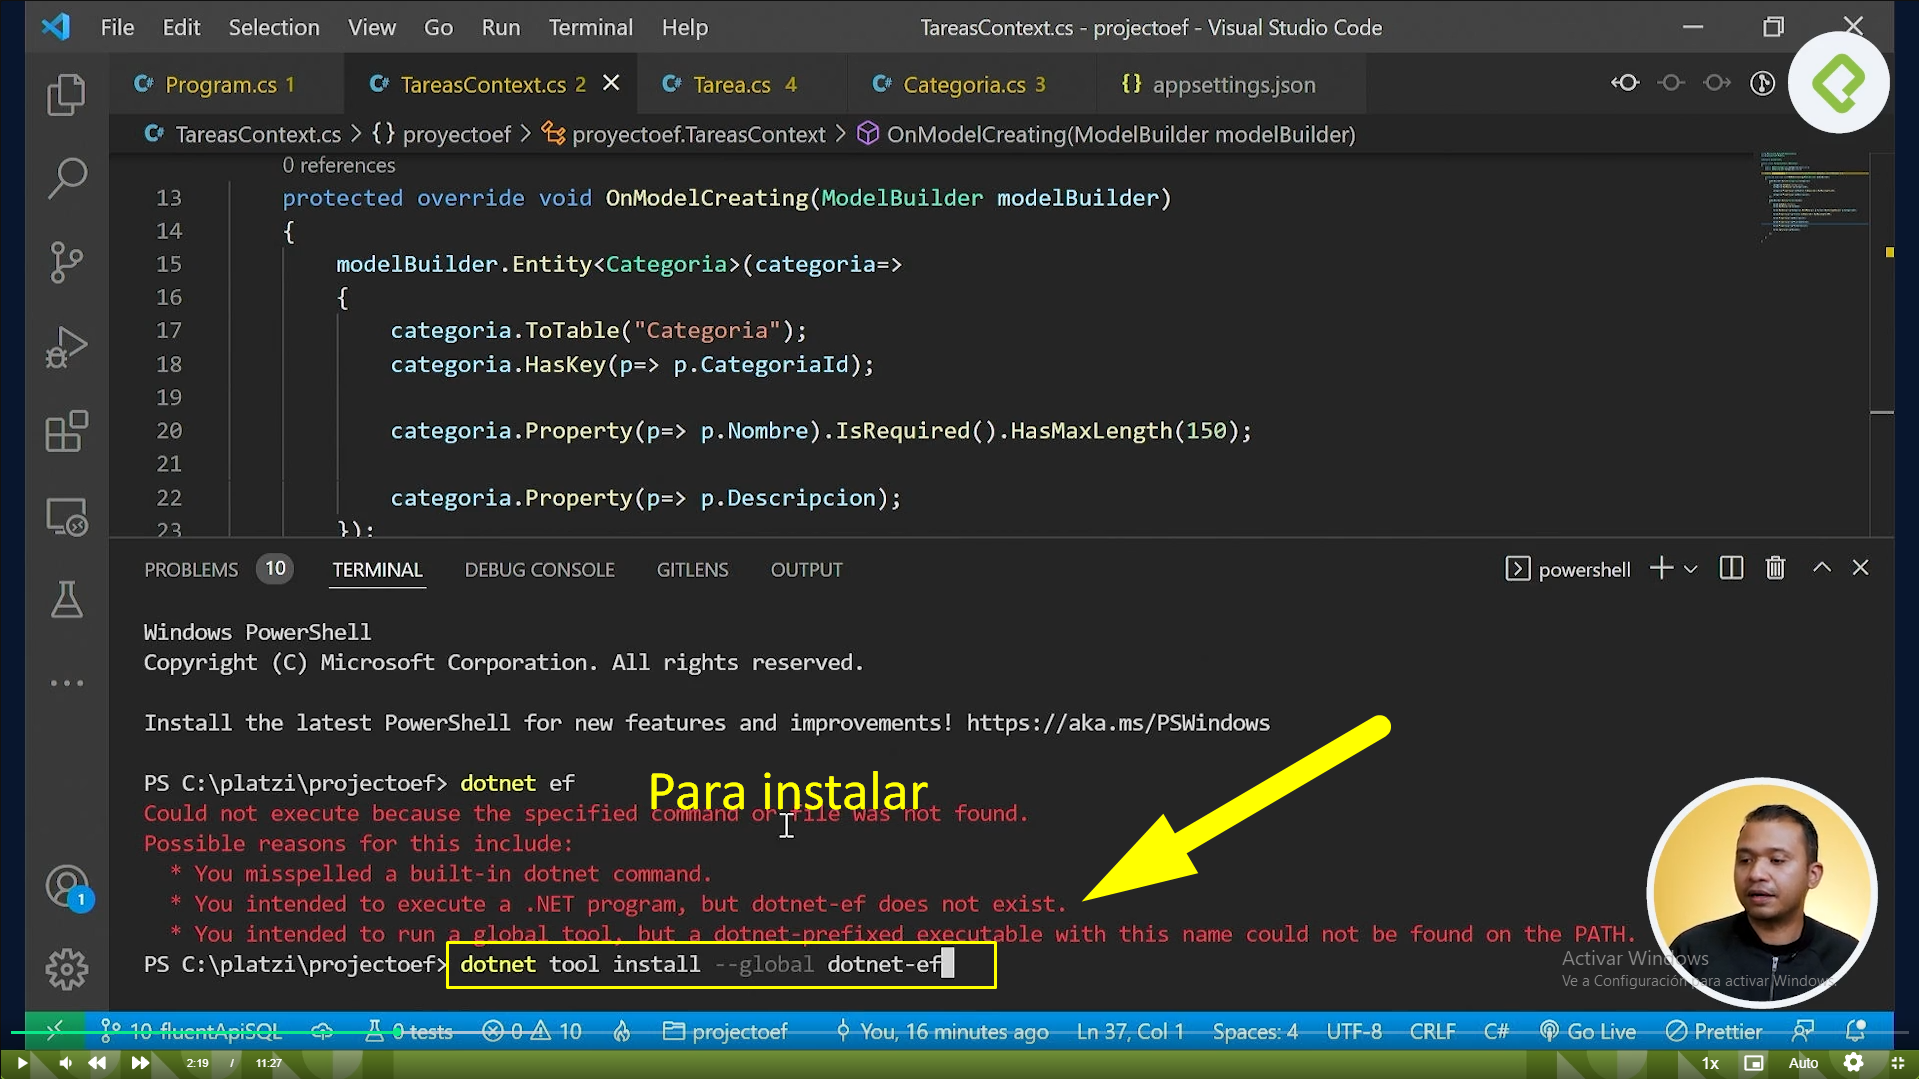 File Edit Selection View Go Run Terminal Help TareasContext.cs - projectoef - Visual Studio Code
Program.cs 1 TareasContext.cs 2 Tarea.cs 4 Categoria.cs 3 {} appsettings.json
TareasContext.cs > {} proyectoef > proyectoef.TareasContext > OnModelCreating(ModelBuilder modelBuilder)
0 references
13 protected override void OnModelCreating(ModelBuilder modelBuilder)
14 {
15 modelBuilder.Entity<Categoria>(categoria=>
16 {
17 categoria.ToTable("Categoria");
18 categoria.HasKey(p=> p.CategoriaId);
19
20 categoria.Property(p=> p.Nombre).IsRequired().HasMaxLength(150);
21
22 categoria.Property(p=> p.Descripcion);
23 });
PROBLEMS 10 TERMINAL DEBUG CONSOLE GITLENS OUTPUT powershell
Windows PowerShell
Copyright (C) Microsoft Corporation. All rights reserved.
Install the latest PowerShell for new features and improvements! https://aka.ms/PSWindows
PS C:\platzi\projectoef> dotnet ef
Para instalar
Could not execute because the specified command or file was not found.
Possible reasons for this include:
* You misspelled a built-in dotnet command.
* You intended to execute a .NET program, but dotnet-ef does not exist.
* You intended to run a global tool, but a dotnet-prefixed executable with this name could not be found on the PATH.
PS C:\platzi\projectoef> dotnet tool install --global dotnet-ef
1
Activar Windows
Ve a Configuración para activar Windows.
10 fluentApiSQL 0 tests 0 10 projectoef You, 16 minutes ago Ln 37, Col 1 Spaces: 4 UTF-8 CRLF C# Go Live Prettier
2:19 / 11:27 1x Auto